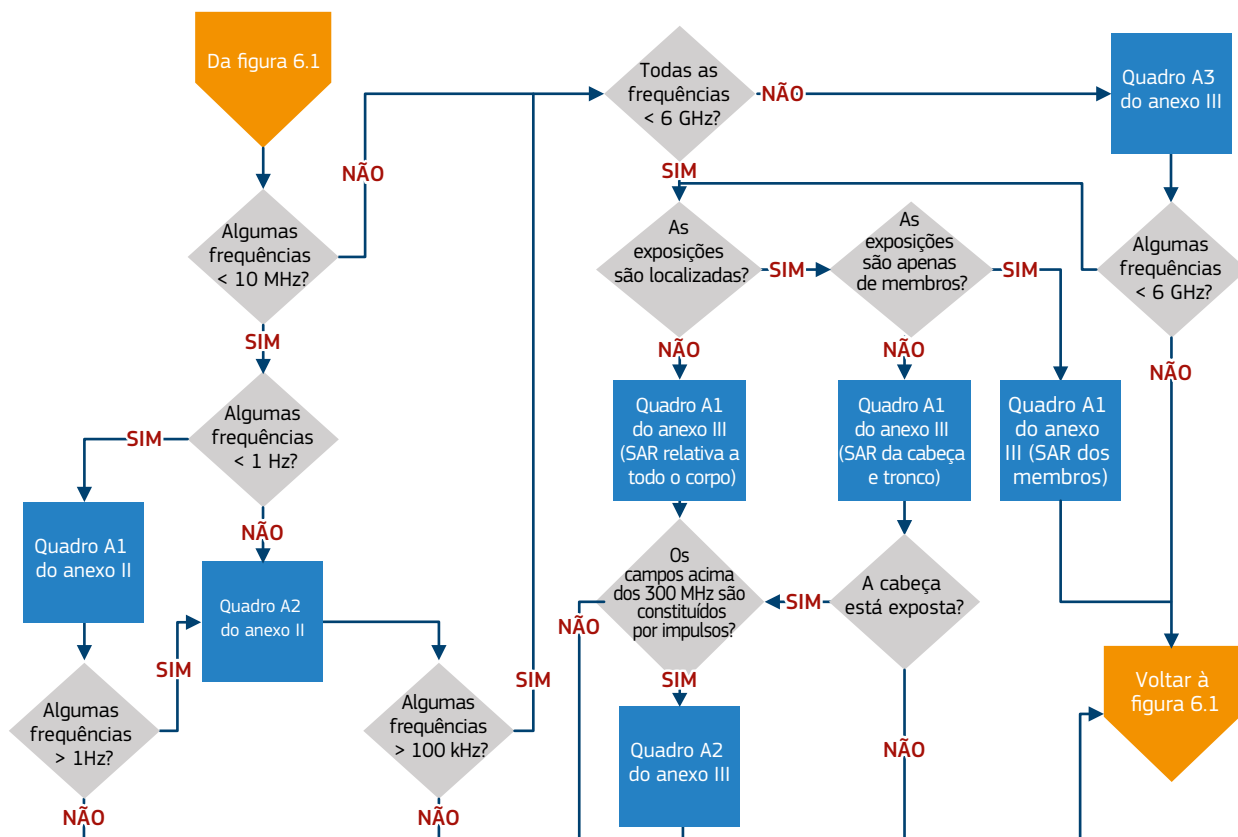 Da figura 6.1
NÃO
Algumas
frequências
< 10 MHz?
SIM
Algumas
frequências
< 1 Hz?
SIM
NÃO
Quadro A1
do anexo II
Quadro A2
do anexo II
Algumas
frequências
> 1Hz?
SIM
NÃO
Algumas
frequências
> 100 kHz?
SIM
NÃO
Todas as
frequências
< 6 GHz?
NÃO
SIM
Quadro A3
do anexo III
Algumas
frequências
< 6 GHz?
NÃO
As
exposições
são localizadas?
SIM
NÃO
As
exposições
são apenas
de membros?
SIM
NÃO
Quadro A1
do anexo III
(SAR relativa a
todo o corpo)
Quadro A1
do anexo III
(SAR da cabeça
e tronco)
Quadro A1
do anexo
III (SAR dos
membros)
Os
campos acima
dos 300 MHz são
constituídos
por impulsos?
NÃO
SIM
A cabeça
está exposta?
SIM
NÃO
Quadro A2
do anexo III
Voltar à
figura 6.1